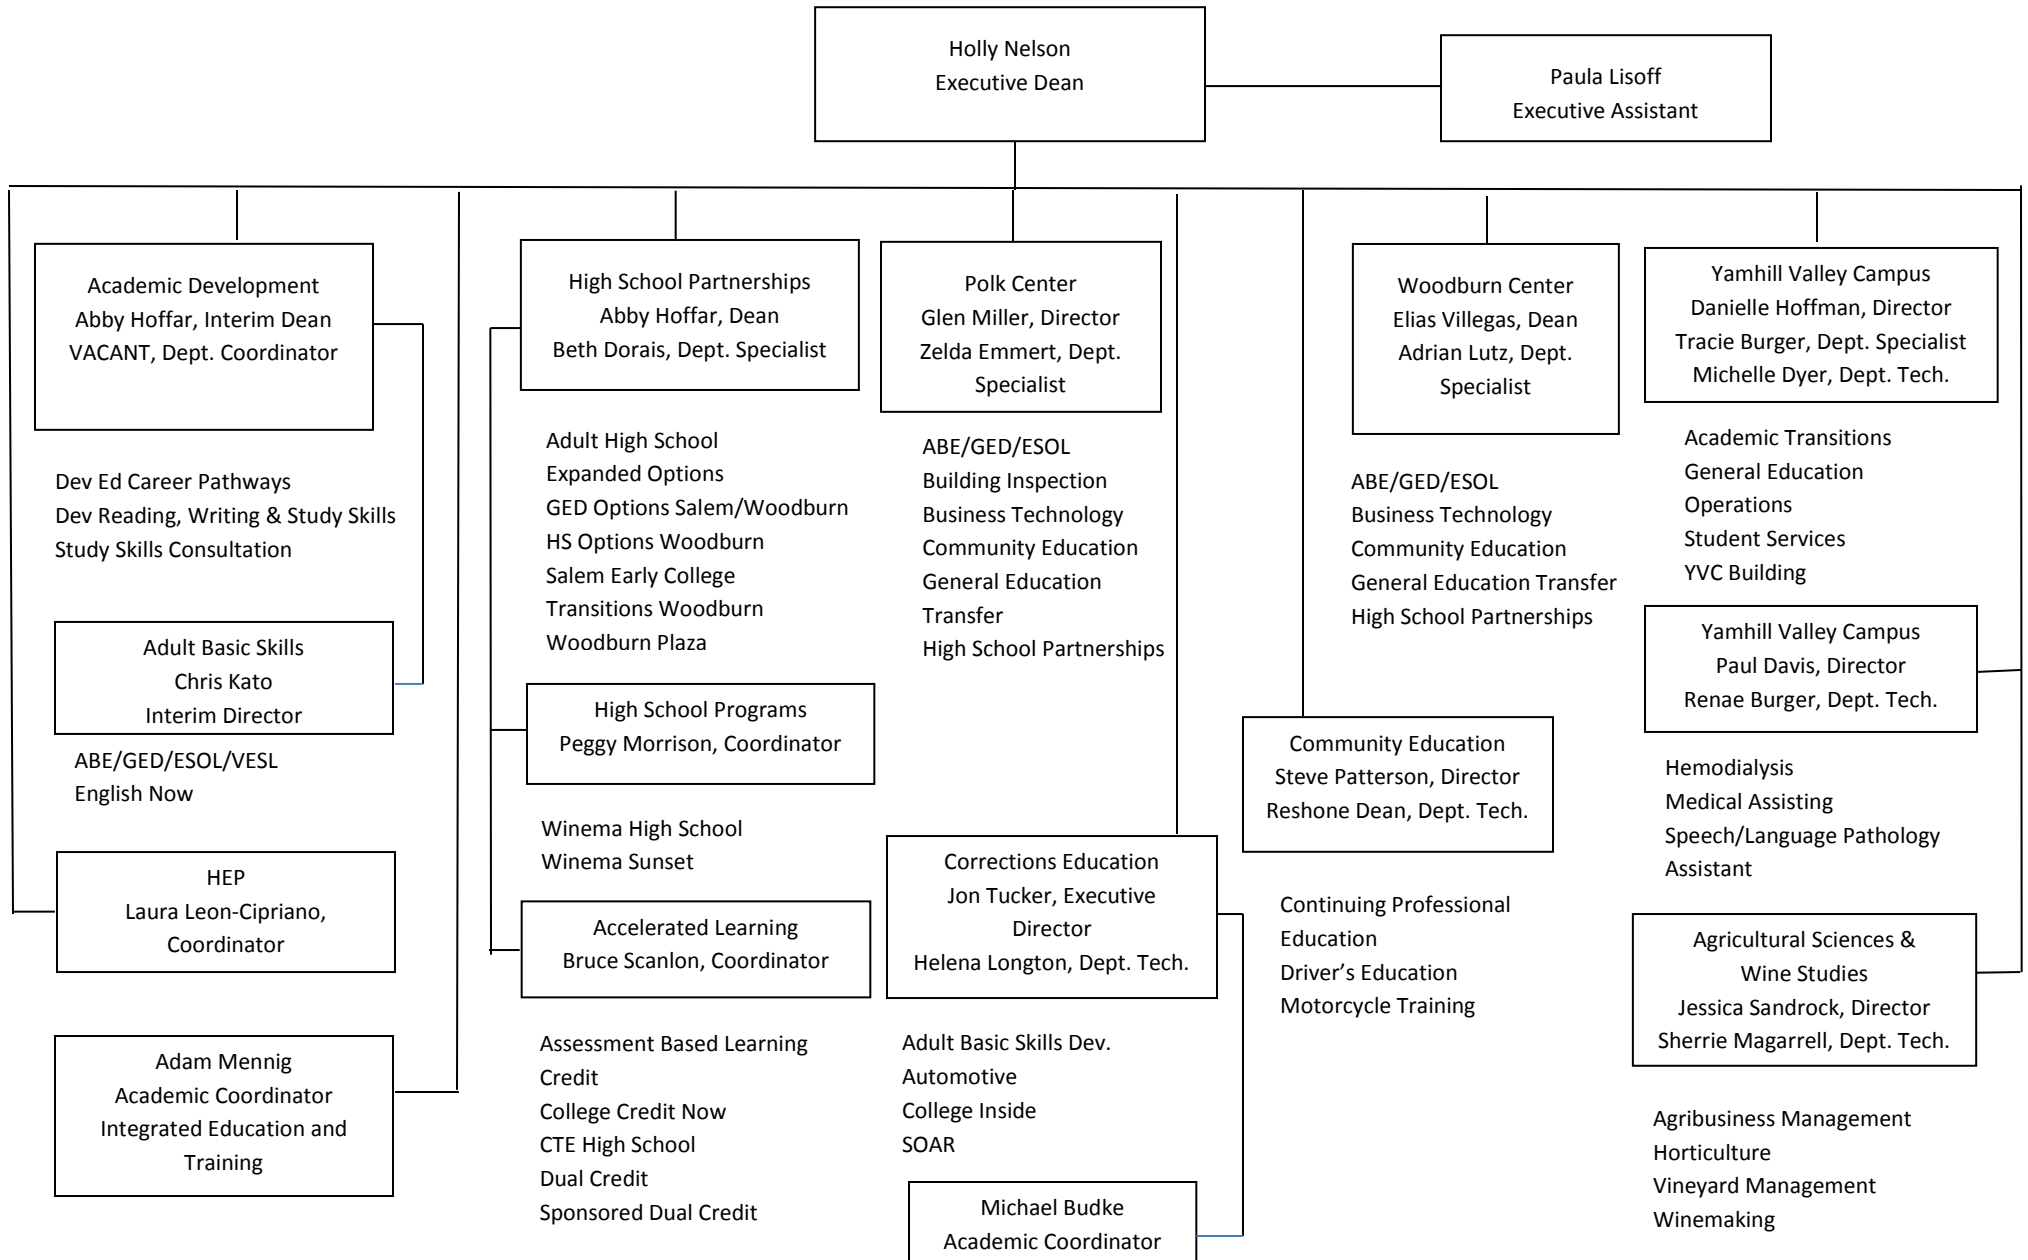 Holly Nelson
Executive Dean
Paula Lisoff
Executive Assistant
Academic Development
Abby Hoffar, Interim Dean
VACANT, Dept. Coordinator
Dev Ed Career Pathways
Dev Reading, Writing & Study Skills
Study Skills Consultation
Adult Basic Skills
Chris Kato
Interim Director
ABE/GED/ESOL/VESL
English Now
HEP
Laura Leon-Cipriano,
Coordinator
Adam Mennig
Academic Coordinator
Integrated Education and
Training
High School Partnerships
Abby Hoffar, Dean
Beth Dorais, Dept. Specialist
Adult High School
Expanded Options
GED Options Salem/Woodburn
HS Options Woodburn
Salem Early College
Transitions Woodburn
Woodburn Plaza
High School Programs
Peggy Morrison, Coordinator
Winema High School
Winema Sunset
Accelerated Learning
Bruce Scanlon, Coordinator
Assessment Based Learning
Credit
College Credit Now
CTE High School
Dual Credit
Sponsored Dual Credit
Polk Center
Glen Miller, Director
Zelda Emmert, Dept.
Specialist
ABE/GED/ESOL
Building Inspection
Business Technology
Community Education
General Education
Transfer
High School Partnerships
Corrections Education
Jon Tucker, Executive
Director
Helena Longton, Dept. Tech.
Adult Basic Skills Dev.
Automotive
College Inside
SOAR
Michael Budke
Academic Coordinator
Community Education
Steve Patterson, Director
Reshone Dean, Dept. Tech.
Continuing Professional
Education
Driver’s Education
Motorcycle Training
Woodburn Center
Elias Villegas, Dean
Adrian Lutz, Dept.
Specialist
ABE/GED/ESOL
Business Technology
Community Education
General Education Transfer
High School Partnerships
Yamhill Valley Campus
Danielle Hoffman, Director
Tracie Burger, Dept. Specialist
Michelle Dyer, Dept. Tech.
Academic Transitions
General Education
Operations
Student Services
YVC Building
Yamhill Valley Campus
Paul Davis, Director
Renae Burger, Dept. Tech.
Hemodialysis
Medical Assisting
Speech/Language Pathology
Assistant
Agricultural Sciences &
Wine Studies
Jessica Sandrock, Director
Sherrie Magarrell, Dept. Tech.
Agribusiness Management
Horticulture
Vineyard Management
Winemaking